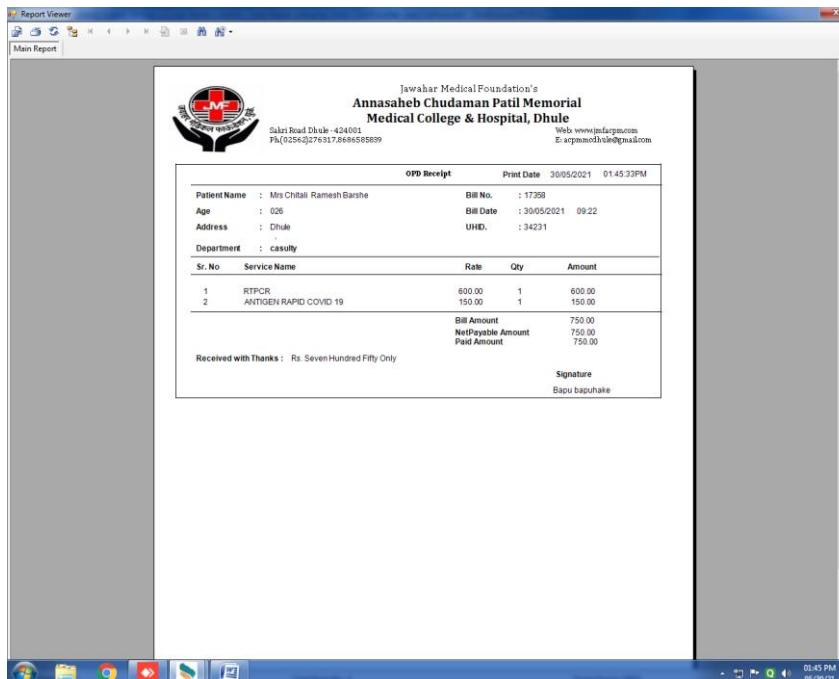 Report Viewer
Main Report
JMF
Jawahar Medical Foundation's
Annasaheb Chudaman Patil Memorial
Medical College & Hospital, Dhule
Sakri Road Dhule - 424001 Web: www.jmfacpm.com
Ph.(02562)276317,8686585839 E: acpmmcdhule@gmail.com
OPD Receipt Print Date 30/05/2021 01:45:33PM
Patient Name : Mrs Chitali Ramesh Barshe Bill No. : 17358
Age : 026 Bill Date : 30/05/2021 09:22
Address : Dhule UHID. : 34231
Department : casulty
Sr. No Service Name Rate Qty Amount
1 RTPCR 600.00 1 600.00
2 ANTIGEN RAPID COVID 19 150.00 1 150.00
Bill Amount 750.00
NetPayable Amount 750.00
Paid Amount 750.00
Received with Thanks : Rs. Seven Hundred Fifty Only
Signature
Bapu bapuhake
01:45 PM